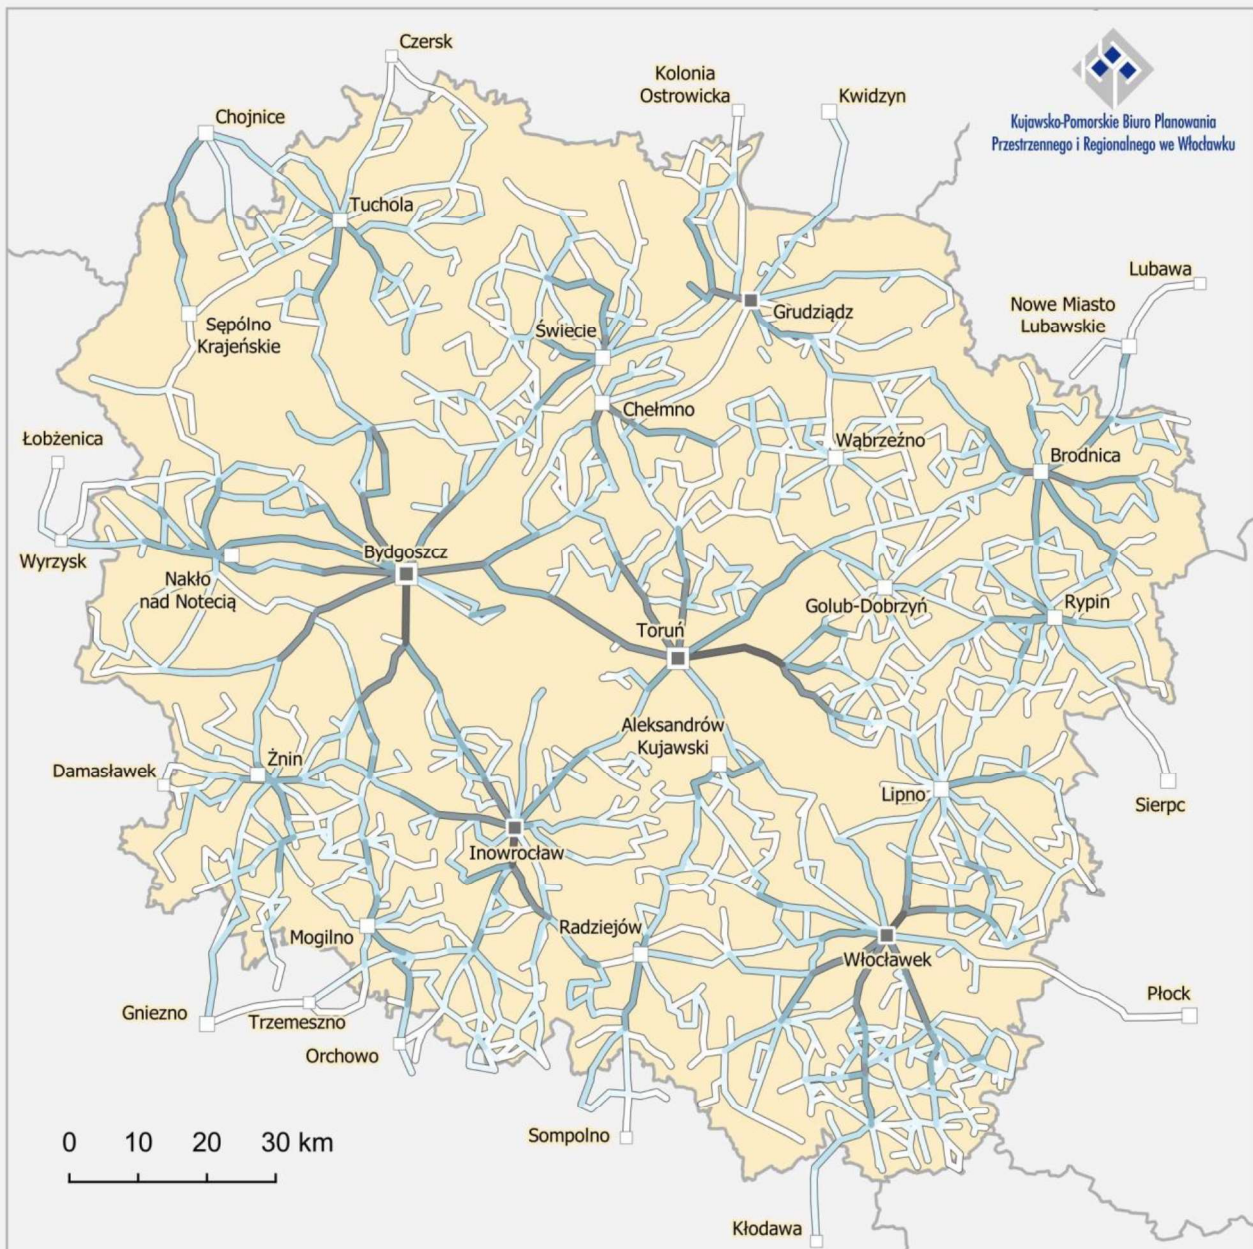 Czersk
Kolonia
Ostrowicka
Kwidzyn
Chojnice
Kujawsko-Pomorskie Biuro Planowania
Przestrzennego i Regionalnego we Włocławku
Tuchola
Lubawa
Nowe Miasto
Lubawskie
Grudziądz
Sępólno
Krajeńskie
Świecie
Chełmno
Łobżenica
Wąbrzeźno
Brodnica
Wyrzysk
Bydgoszcz
Nakło
nad Notecią
Golub-Dobrzyń
Rypin
Toruń
Aleksandrów
Kujawski
Żnin
Damasławek
Lipno
Sierpc
Inowrocław
Radziejów
Mogilno
Włocławek
Płock
Gniezno
Trzemeszno
Orchowo
Sompolno
0 10 20 30 km
Kłodawa